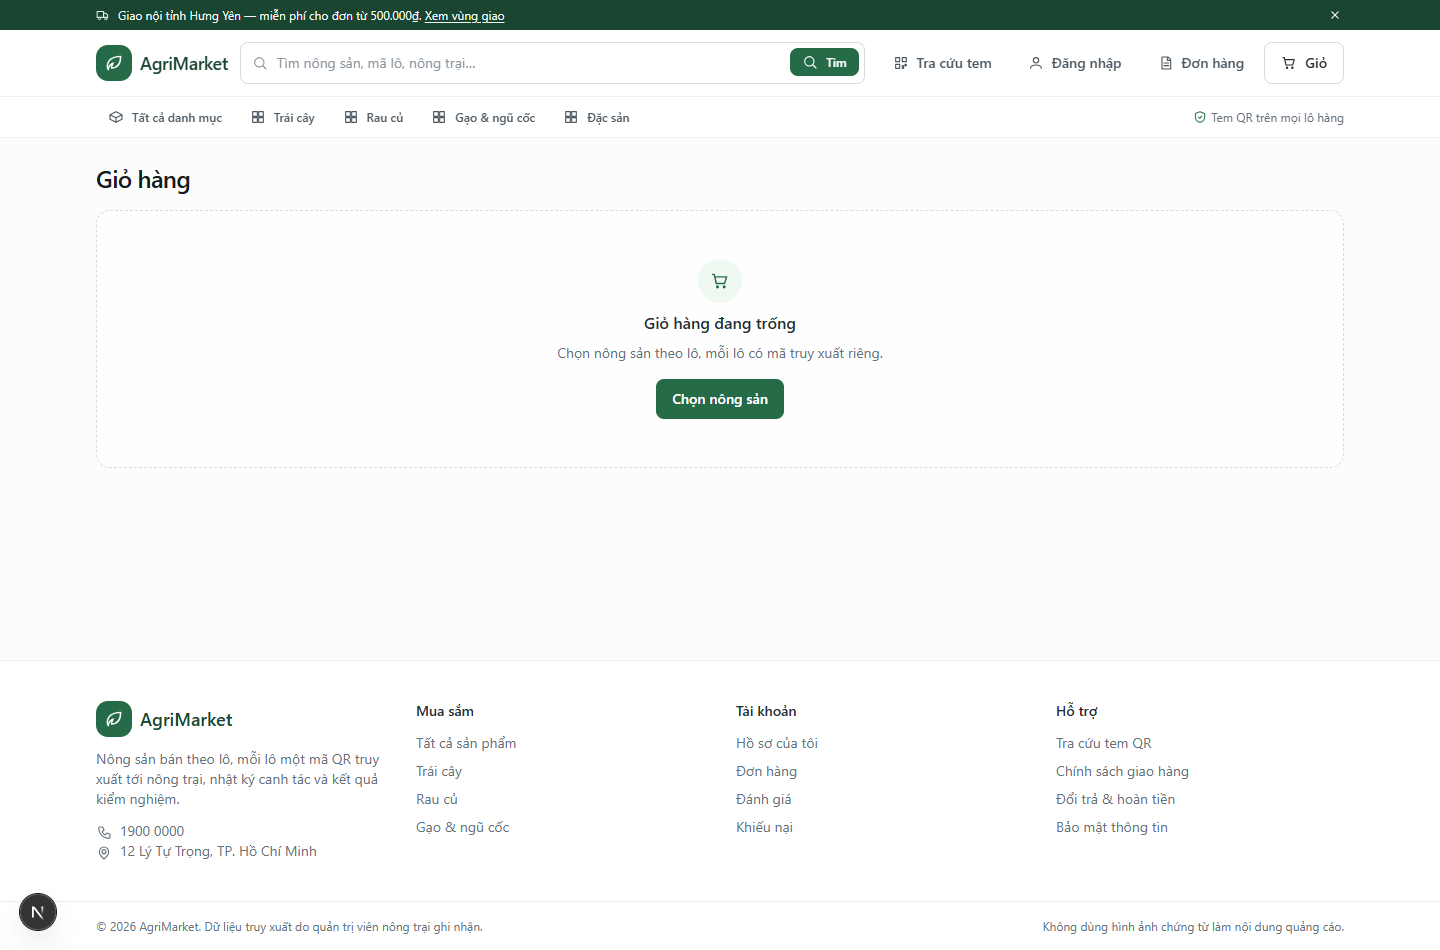 Giao nội tỉnh Hưng Yên — miễn phí cho đơn từ 500.000₫. Xem vùng giao
AgriMarket
Tìm nông sản, mã lô, nông trại...
Tìm
Tra cứu tem
Đăng nhập
Đơn hàng
Giỏ
Tất cả danh mục
Trái cây
Rau củ
Gạo & ngũ cốc
Đặc sản
Tem QR trên mọi lô hàng
Giỏ hàng
Giỏ hàng đang trống
Chọn nông sản theo lô, mỗi lô có mã truy xuất riêng.
Chọn nông sản
AgriMarket
Nông sản bán theo lô, mỗi lô một mã QR truy
xuất tới nông trại, nhật ký canh tác và kết quả
kiểm nghiệm.
1900 0000
12 Lý Tự Trọng, TP. Hồ Chí Minh
Mua sắm
Tất cả sản phẩm
Trái cây
Rau củ
Gạo & ngũ cốc
Tài khoản
Hồ sơ của tôi
Đơn hàng
Đánh giá
Khiếu nại
Hỗ trợ
Tra cứu tem QR
Chính sách giao hàng
Đổi trả & hoàn tiền
Bảo mật thông tin
N
© 2026 AgriMarket. Dữ liệu truy xuất do quản trị viên nông trại ghi nhận.
Không dùng hình ảnh chứng từ làm nội dung quảng cáo.